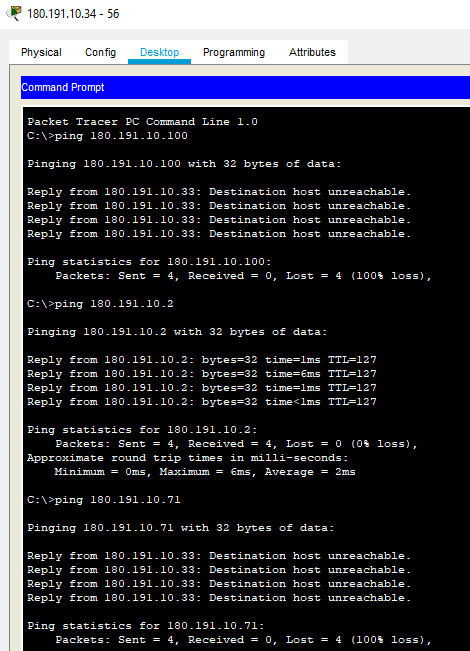 180.191.10.34 - 56
Physical Config Desktop Programming Attributes
Command Prompt
Packet Tracer PC Command Line 1.0
C:\>ping 180.191.10.100
Pinging 180.191.10.100 with 32 bytes of data:
Reply from 180.191.10.33: Destination host unreachable.
Reply from 180.191.10.33: Destination host unreachable.
Reply from 180.191.10.33: Destination host unreachable.
Reply from 180.191.10.33: Destination host unreachable.
Ping statistics for 180.191.10.100:
Packets: Sent = 4, Received = 0, Lost = 4 (100% loss),
C:\>ping 180.191.10.2
Pinging 180.191.10.2 with 32 bytes of data:
Reply from 180.191.10.2: bytes=32 time=1ms TTL=127
Reply from 180.191.10.2: bytes=32 time=6ms TTL=127
Reply from 180.191.10.2: bytes=32 time=1ms TTL=127
Reply from 180.191.10.2: bytes=32 time<1ms TTL=127
Ping statistics for 180.191.10.2:
Packets: Sent = 4, Received = 4, Lost = 0 (0% loss),
Approximate round trip times in milli-seconds:
Minimum = 0ms, Maximum = 6ms, Average = 2ms
C:\>ping 180.191.10.71
Pinging 180.191.10.71 with 32 bytes of data:
Reply from 180.191.10.33: Destination host unreachable.
Reply from 180.191.10.33: Destination host unreachable.
Reply from 180.191.10.33: Destination host unreachable.
Reply from 180.191.10.33: Destination host unreachable.
Ping statistics for 180.191.10.71:
Packets: Sent = 4, Received = 0, Lost = 4 (100% loss),